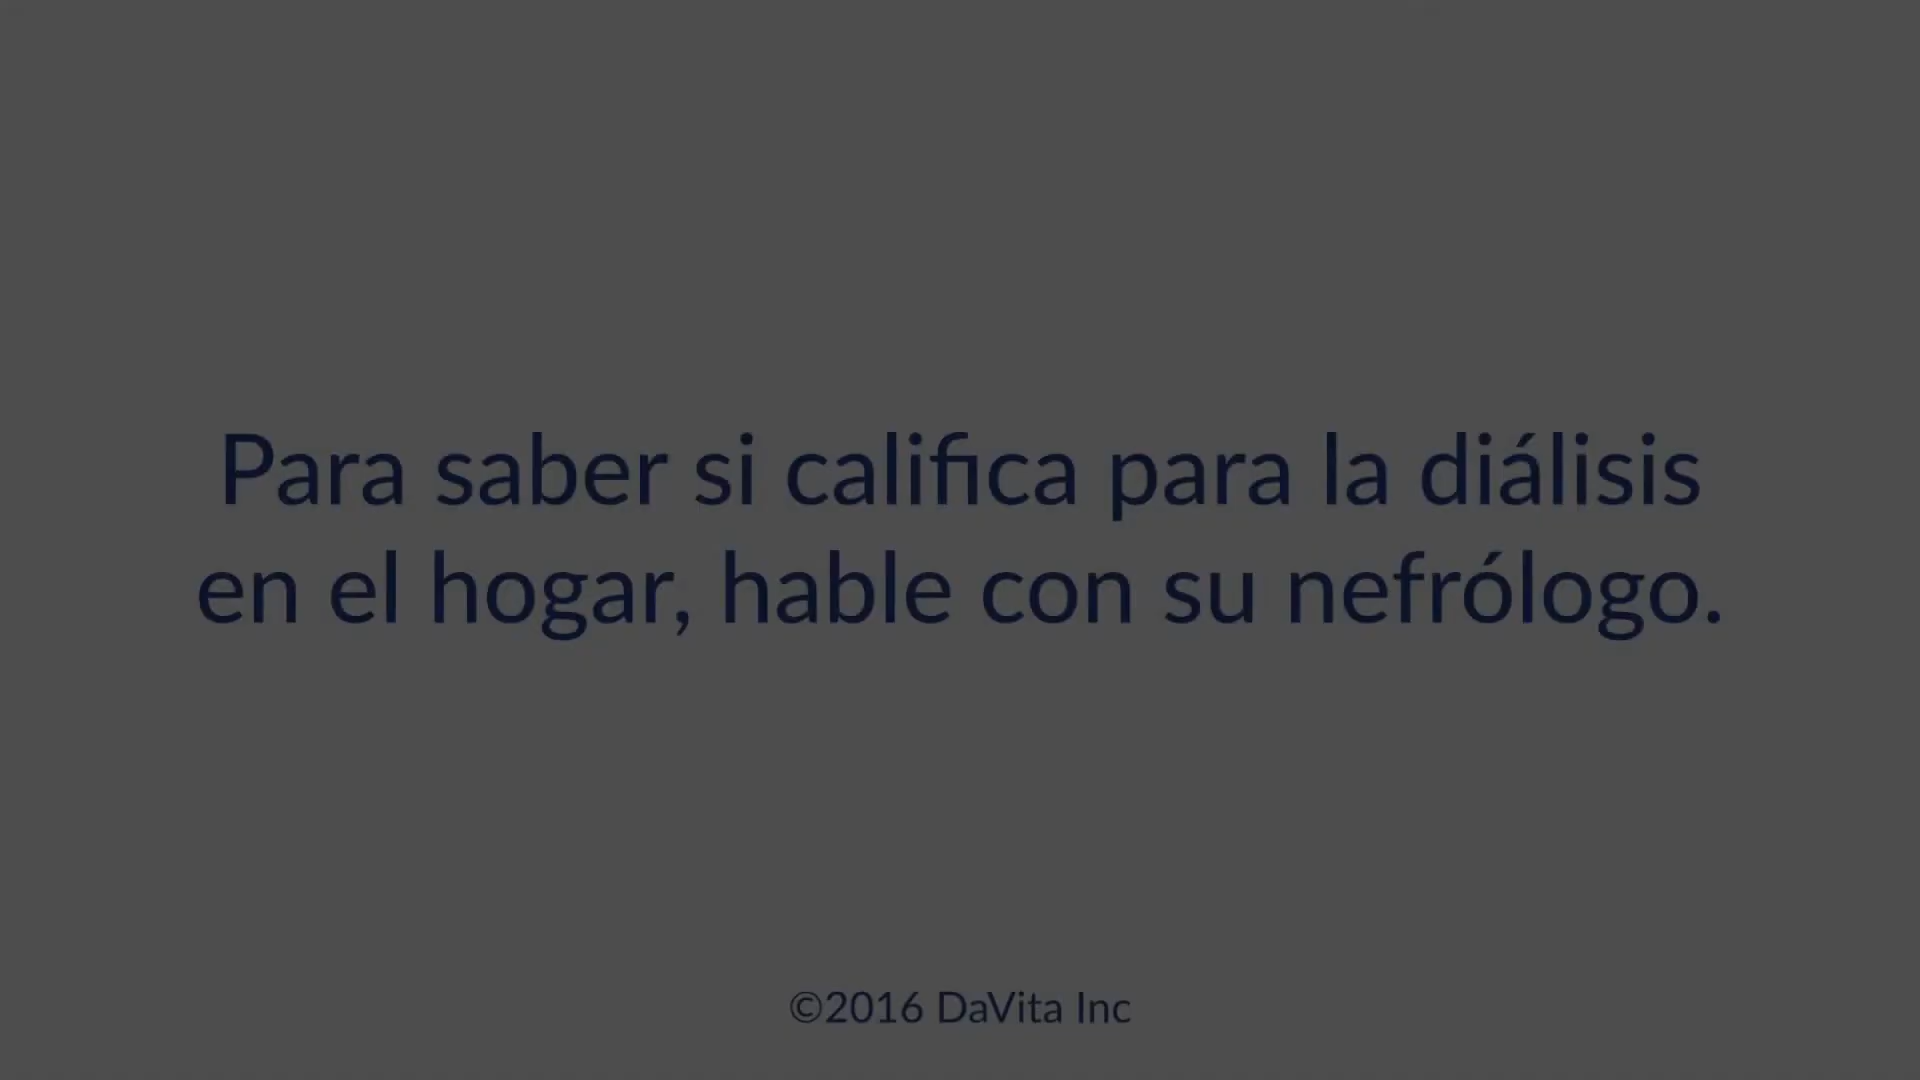 Para saber si califica para la diálisis
en el hogar, hable con su nefrólogo.
©2016 DaVita Inc